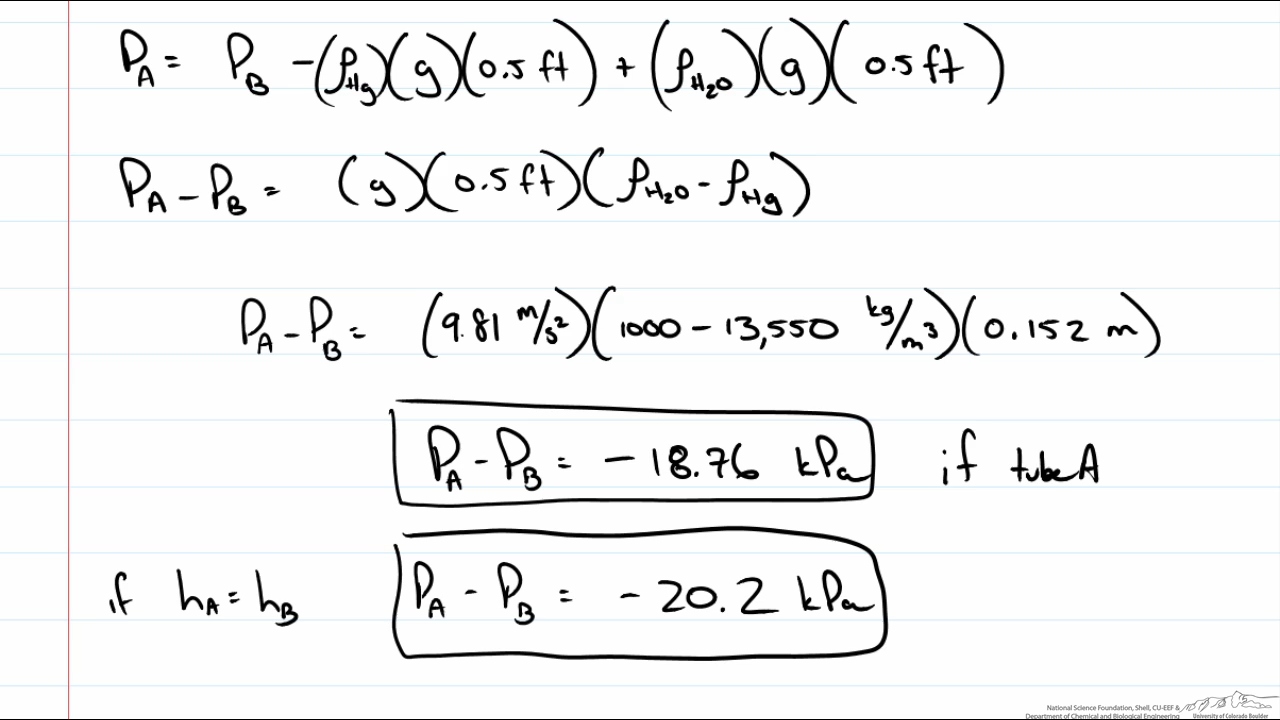 P_A = P_B - (ρ_Hg)(g)(0.5 ft) + (ρ_H₂O)(g)(0.5 ft)
P_A - P_B = (g)(0.5 ft)(ρ_H₂O - ρ_Hg)
P_A - P_B = (9.81 m/s²)(1000 - 13,550 kg/m³)(0.152 m)
P_A - P_B = -18.76 kPa if tube A
if h_A = h_B P_A - P_B = -20.2 kPa
National Science Foundation, Shell, CU-EEF &
Department of Chemical and Biological Engineering
University of Colorado Boulder